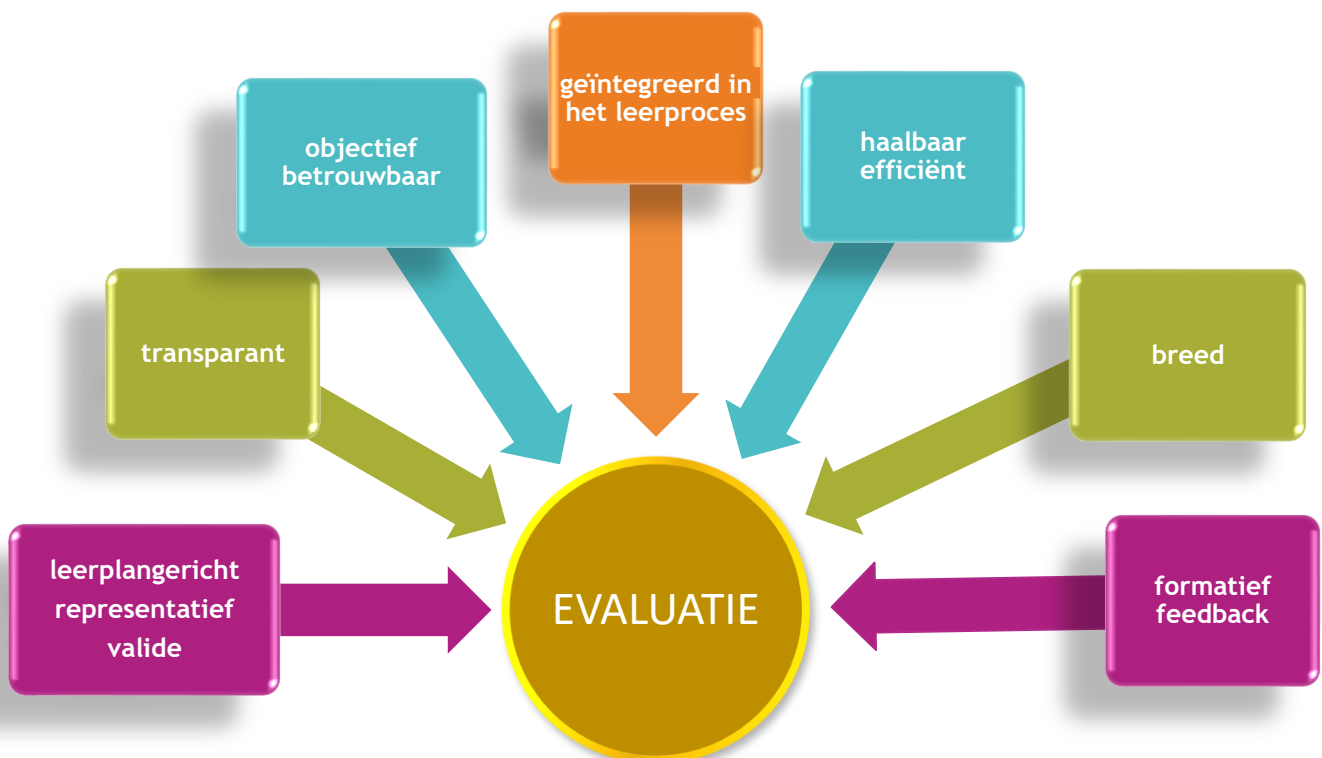 geïntegreerd in
het leerproces
objectief
betrouwbaar
haalbaar
efficiënt
transparant
breed
leerplangericht
representatief
valide
EVALUATIE
formatief
feedback